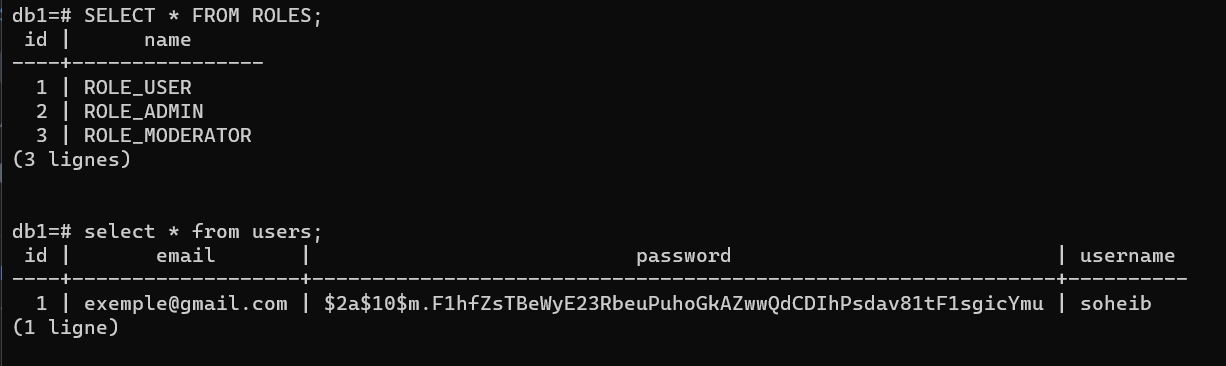 db1=# SELECT * FROM ROLES;
 id |      name
----+----------------
  1 | ROLE_USER
  2 | ROLE_ADMIN
  3 | ROLE_MODERATOR
(3 lignes)
db1=# select * from users;
 id |       email       |                           password                           | username
----+-------------------+--------------------------------------------------------------+----------
  1 | exemple@gmail.com | $2a$10$m.F1hfZsTBeWyE23RbeuPuhoGkAZwwQdCDIhPsdav81tF1sgicYmu | soheib
(1 ligne)